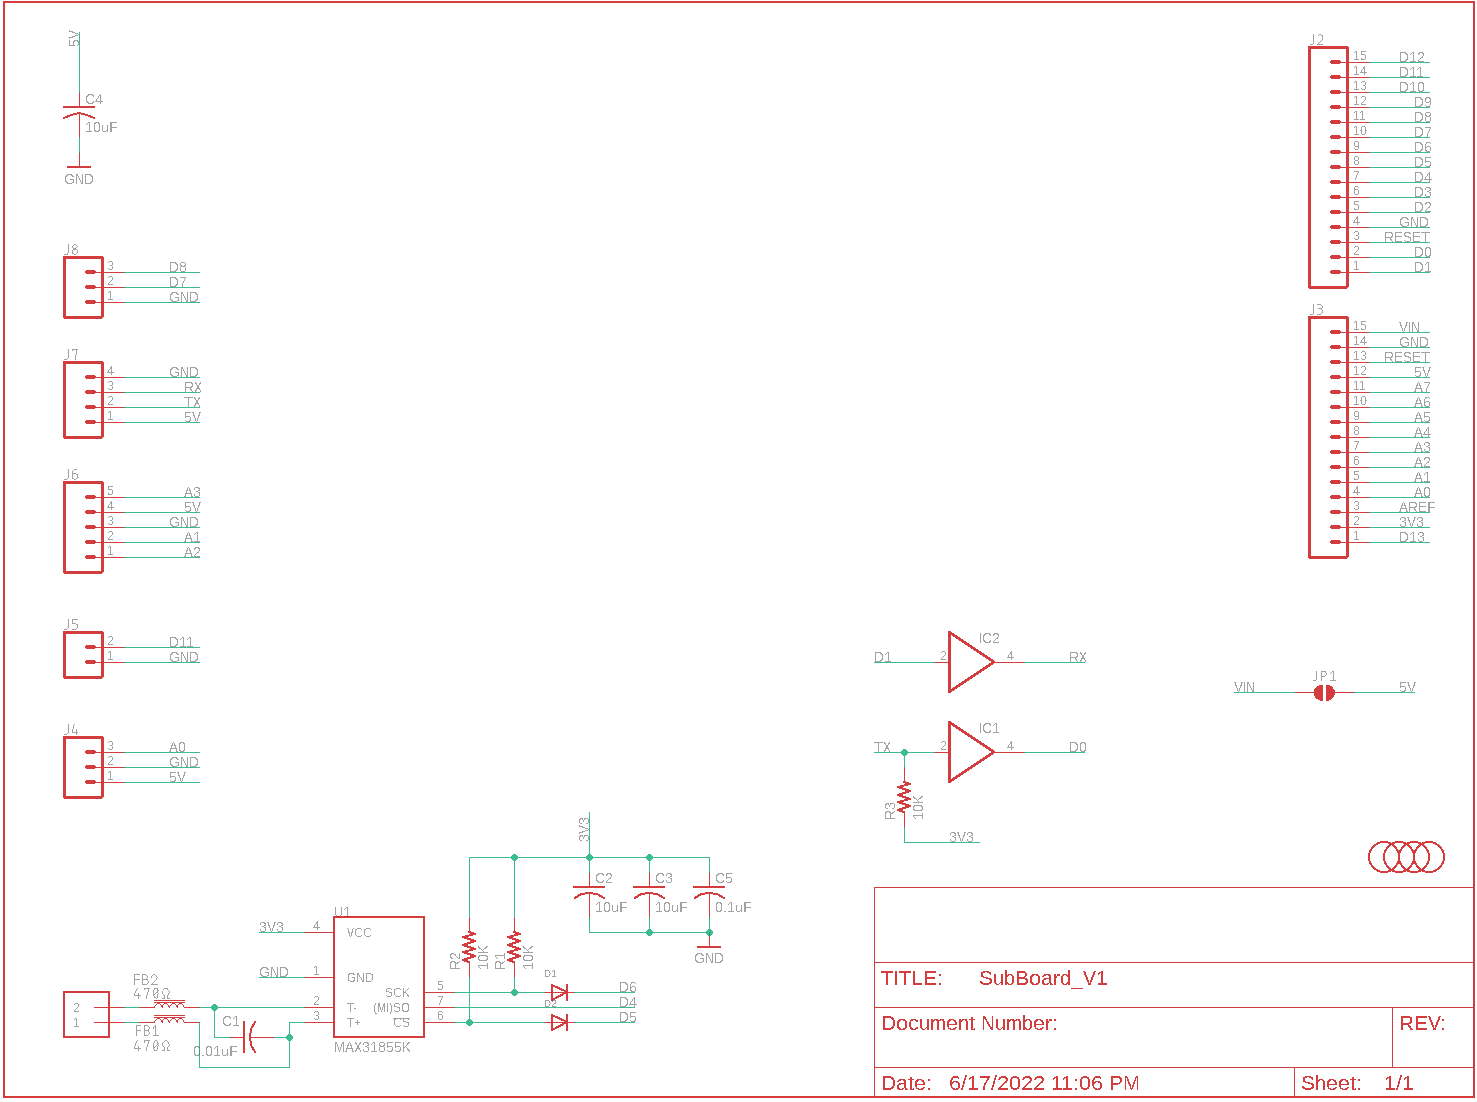 5V
C4
10uF
GND
J8
3 D8
2 D7
1 GND
J7
4 GND
3 RX
2 TX
1 5V
J6
5 A3
4 5V
3 GND
2 A1
1 A2
J5
2 D11
1 GND
J4
3 A0
2 GND
1 5V
J2
15 D12
14 D11
13 D10
12 D9
11 D8
10 D7
9 D6
8 D5
7 D4
6 D3
5 D2
4 GND
3 RESET
2 D0
1 D1
J3
15 VIN
14 GND
13 RESET
12 5V
11 A7
10 A6
9 A5
8 A4
7 A3
6 A2
5 A1
4 A0
3 AREF
2 3V3
1 D13
IC2
D1 2 4 RX
IC1
TX 2 4 D0
R3
10K
3V3
JP1
VIN 5V
3V3
C2 C3 C5
10uF 10uF 0.1uF
GND
R2
10K
R1
10K
U1
3V3 4 VCC
GND 1 GND
SCK 5 D1 D6
2 T- (MI)SO 7 D4
3 T+ CS 6 D2 D5
MAX31855K
FB2
470Ω
2
1
FB1
470Ω
C1
0.01uF
TITLE: SubBoard_V1
Document Number:
REV:
Date: 6/17/2022 11:06 PM
Sheet: 1/1